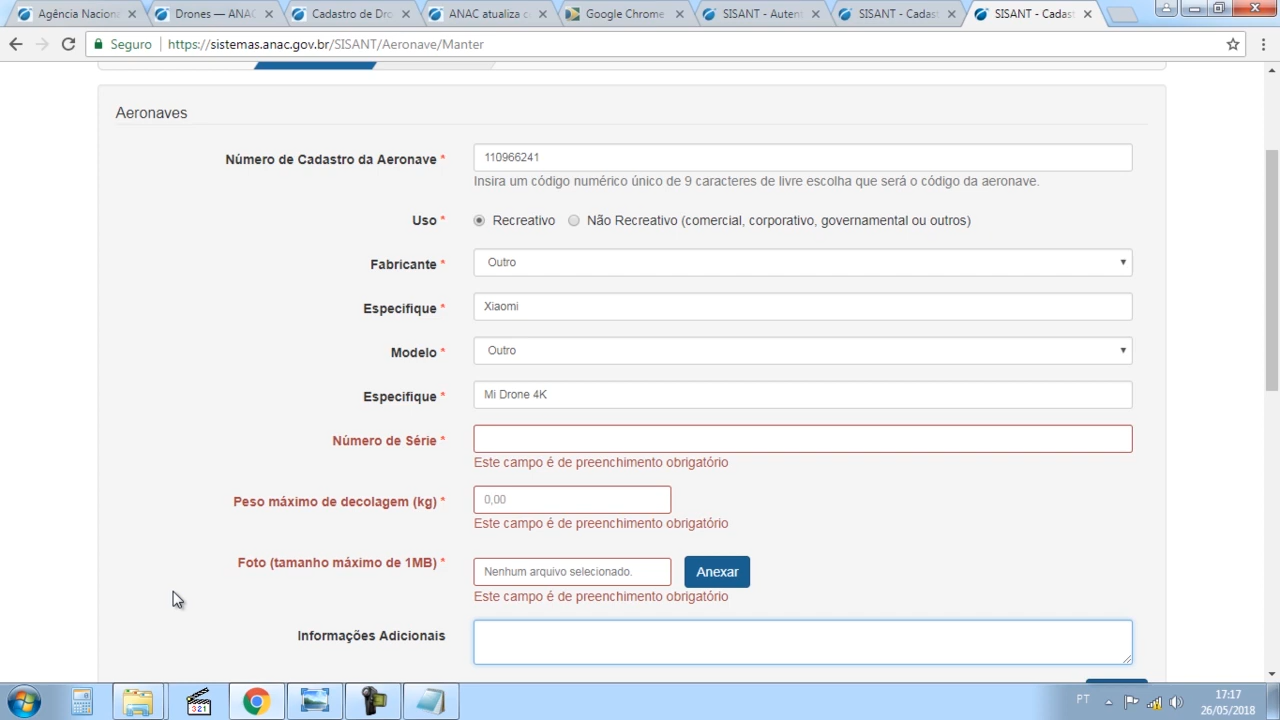 Agência Nacion
Drones — ANAC
Cadastro de Dro
ANAC atualiza c
Google Chrome
SISANT - Autent
SISANT - Cadast
SISANT - Cadast
Seguro
https://sistemas.anac.gov.br/SISANT/Aeronave/Manter
Aeronaves
Número de Cadastro da Aeronave *
110966241
Insira um código numérico único de 9 caracteres de livre escolha que será o código da aeronave.
Uso *
Recreativo
Não Recreativo (comercial, corporativo, governamental ou outros)
Fabricante *
Outro
Especifique *
Xiaomi
Modelo *
Outro
Especifique *
Mi Drone 4K
Número de Série *
Este campo é de preenchimento obrigatório
Peso máximo de decolagem (kg) *
0,00
Este campo é de preenchimento obrigatório
Foto (tamanho máximo de 1MB) *
Nenhum arquivo selecionado.
Anexar
Este campo é de preenchimento obrigatório
Informações Adicionais
321
PT
17:17
26/05/2018